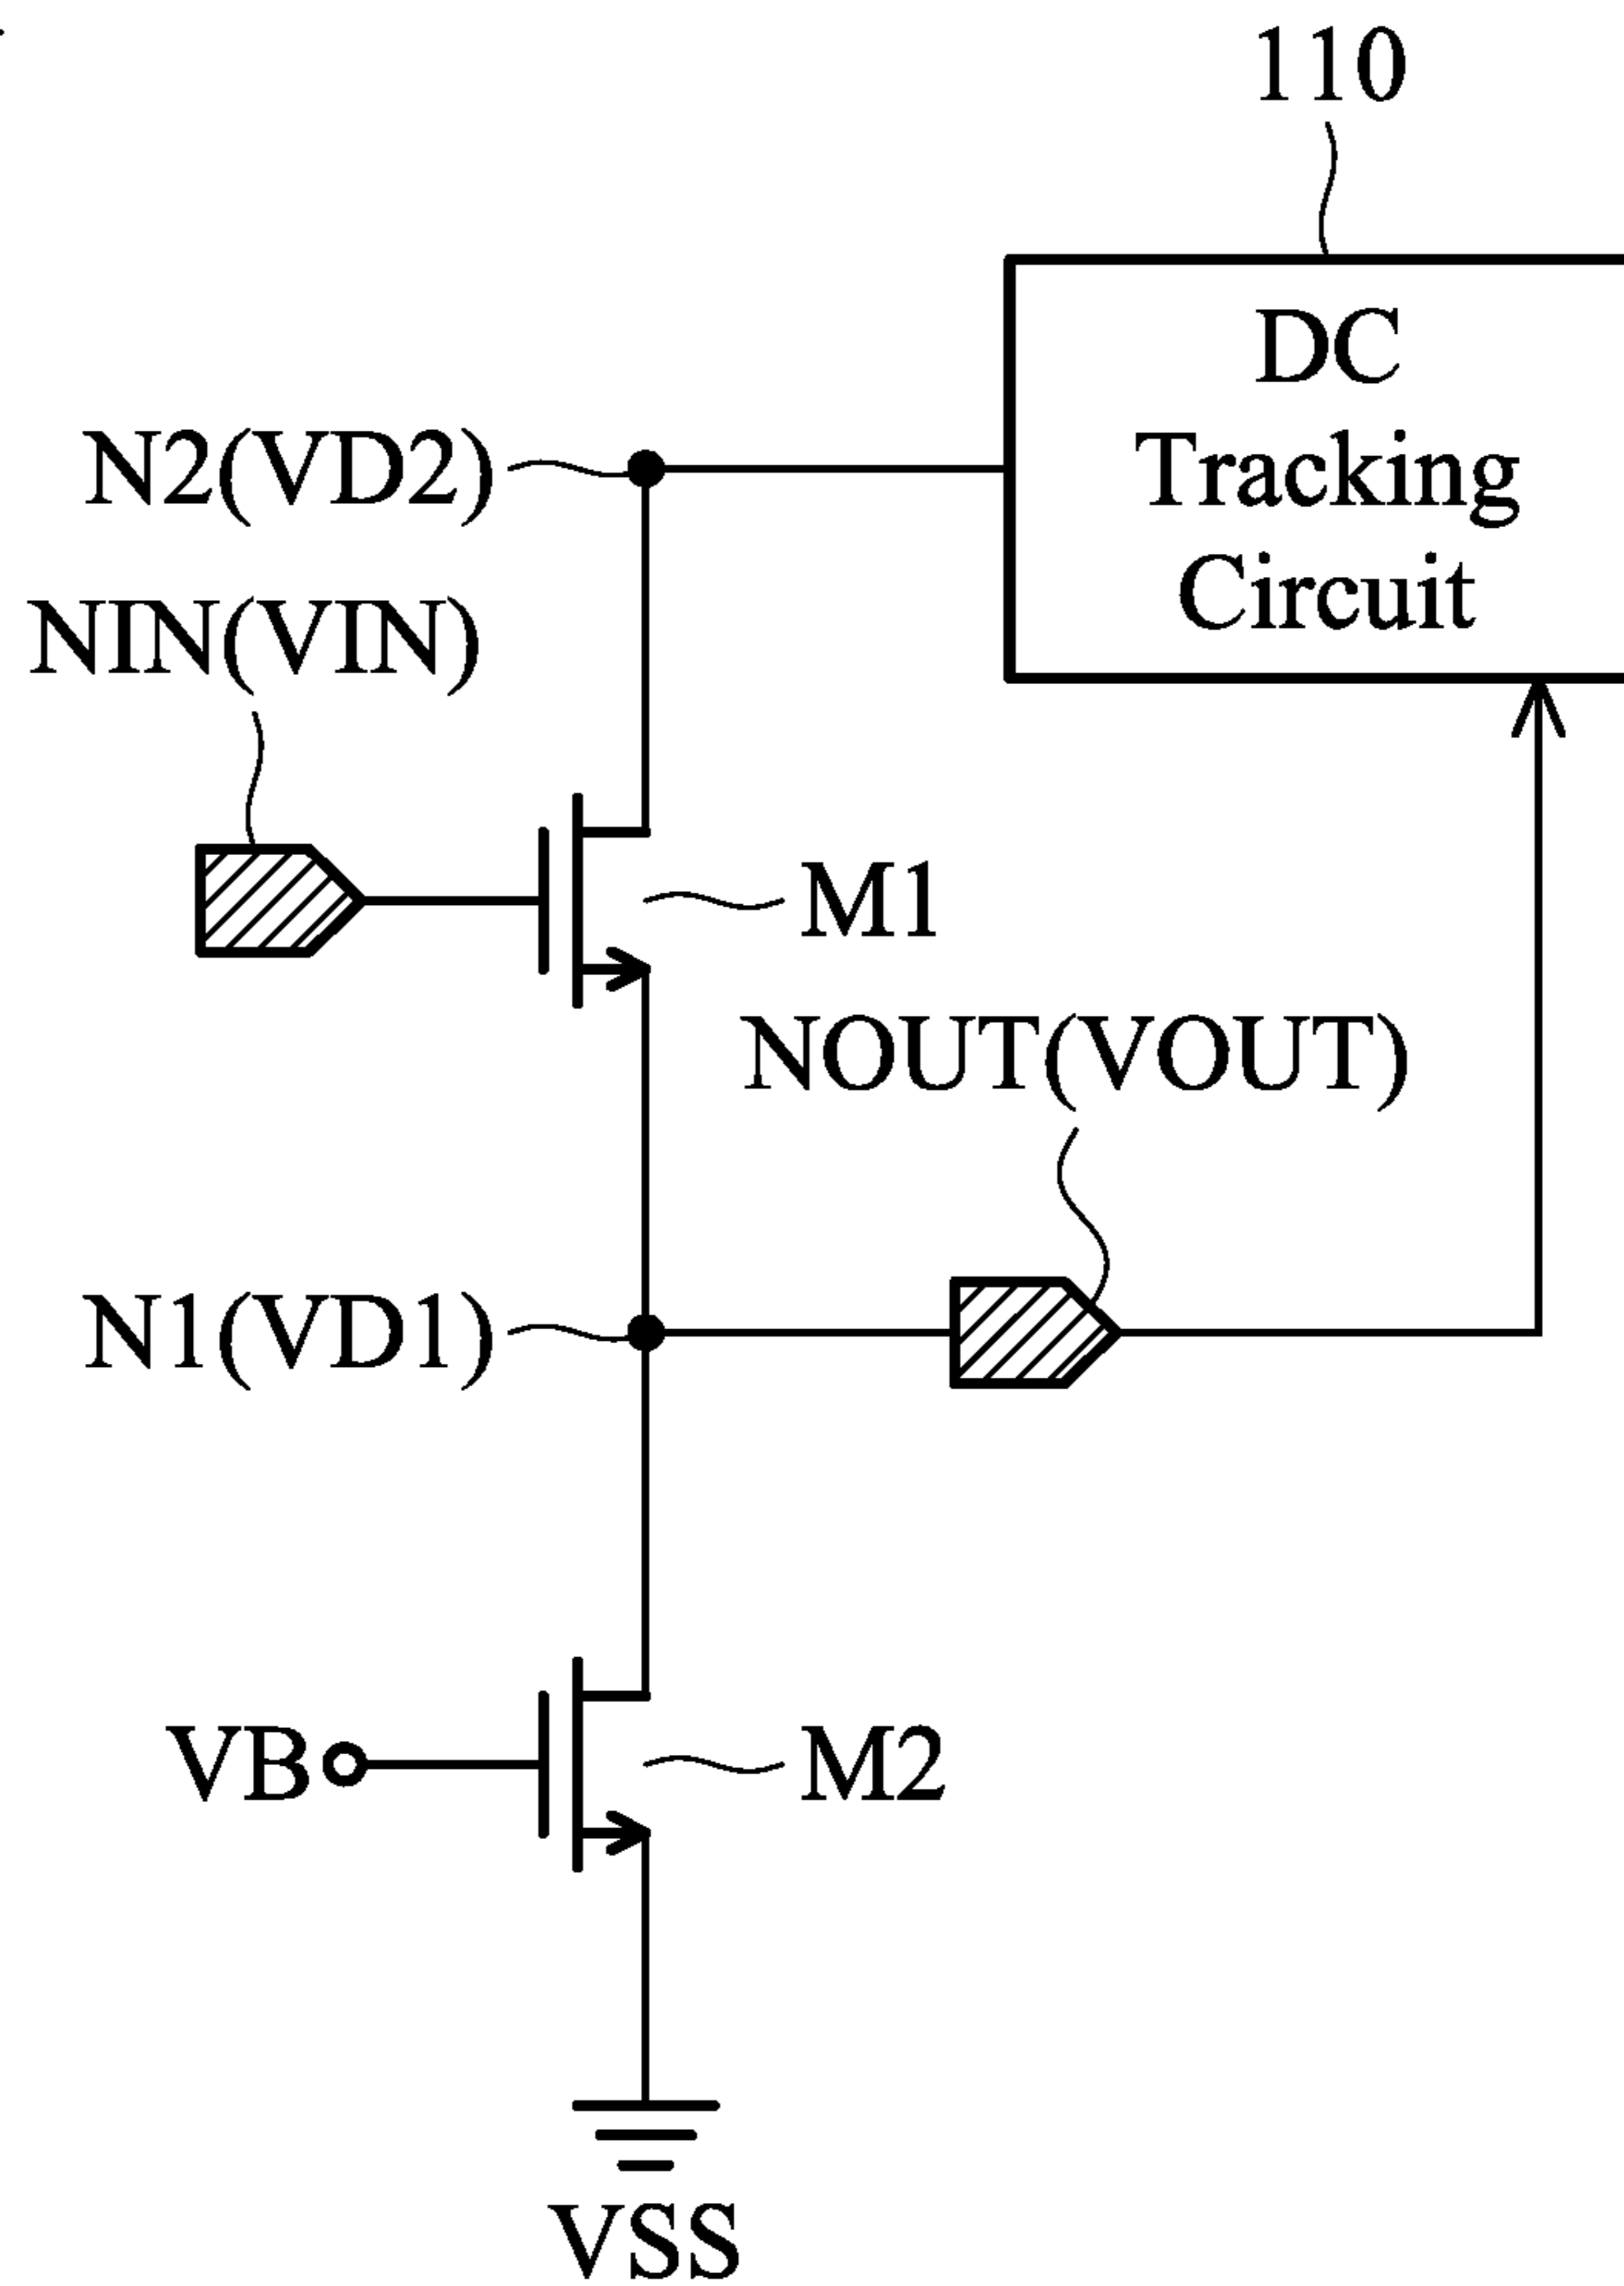 110
DC
Tracking
Circuit
N2(VD2)
NIN(VIN)
M1
NOUT(VOUT)
N1(VD1)
VB
M2
VSS